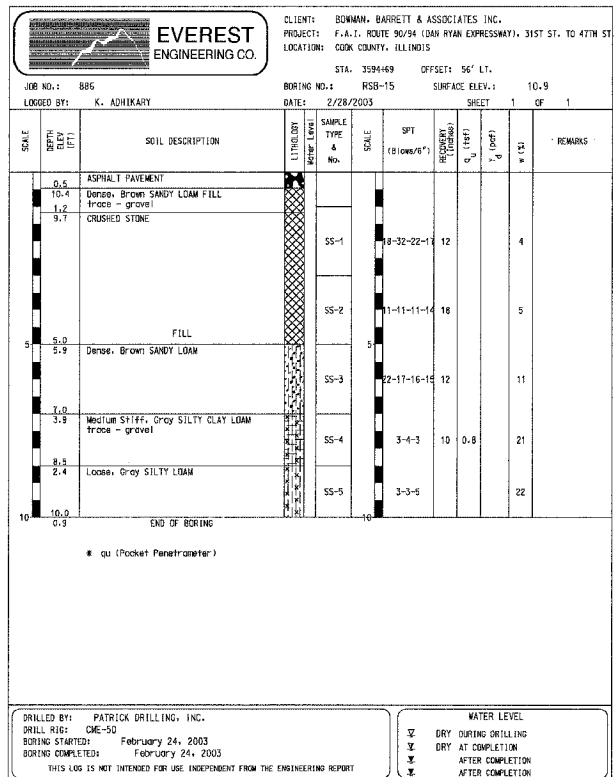 EVEREST
ENGINEERING CO.
CLIENT: BOWMAN, BARRETT & ASSOCIATES INC.
PROJECT: F.A.I. ROUTE 90/94 (DAN RYAN EXPRESSWAY), 31ST ST. TO 47TH ST
LOCATION: COOK COUNTY, ILLINOIS
STA. 3594+69 OFFSET: 56' LT.
JOB NO.: 886 BORING NO.: RSB-15 SURFACE ELEV.: 10.9
LOGGED BY: K. ADHIKARY DATE: 2/28/2003 SHEET 1 OF 1
SCALE DEPTH ELEV (FT) SOIL DESCRIPTION LITHOLOGY Water Level SAMPLE TYPE & No. SCALE SPT (Blows/6") RECOVERY (inches) qu (tsf) γd (pcf) w (%) REMARKS
ASPHALT PAVEMENT
0.5
10.4 Dense, Brown SANDY LOAM FILL
trace - gravel
1.2
9.7 CRUSHED STONE
SS-1 18-32-22-17 12 4
SS-2 11-11-11-14 18 5
FILL
5 5.0
5.9 Dense, Brown SANDY LOAM
SS-3 22-17-16-15 12 11
7.0
3.9 Medium Stiff, Gray SILTY CLAY LOAM
trace - gravel
SS-4 3-4-3 10 0.8 21
8.5
2.4 Loose, Gray SILTY LOAM
SS-5 3-3-5 22
10 10.0 10
0.9 END OF BORING
* qu (Pocket Penetrometer)
DRILLED BY: PATRICK DRILLING, INC.
DRILL RIG: CME-50
BORING STARTED: February 24, 2003
BORING COMPLETED: February 24, 2003
THIS LOG IS NOT INTENDED FOR USE INDEPENDENT FROM THE ENGINEERING REPORT
WATER LEVEL
DRY DURING DRILLING
DRY AT COMPLETION
AFTER COMPLETION
AFTER COMPLETION